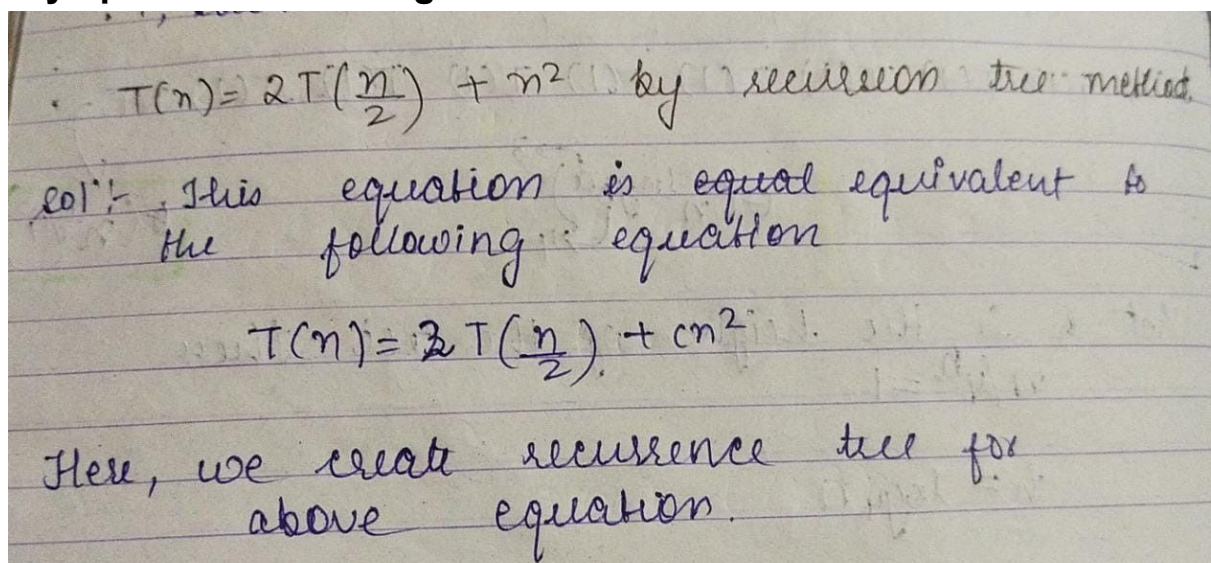 T(n) = 2T(n/2) + n² by recursion tree method.
sol:- This equation is equal equivalent to
the following equation
T(n) = 2T(n/2) + cn²
Here, we create recurrence tree for
above equation.